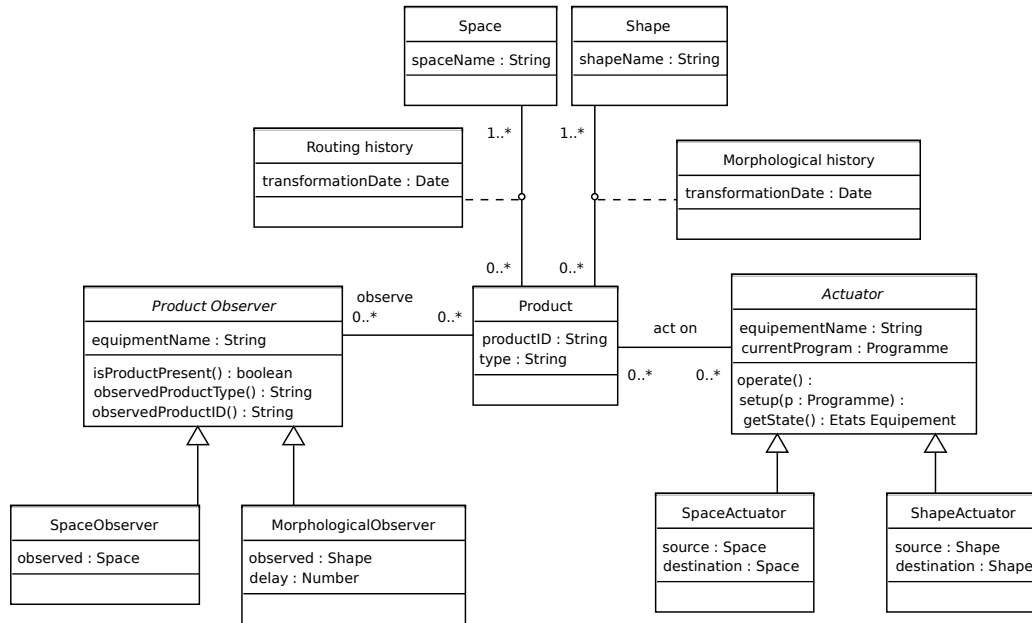 Space
spaceName : String
Shape
shapeName : String
1..*
1..*
Routing history
transformationDate : Date
Morphological history
transformationDate : Date
0..*
0..*
Product Observer
equipmentName : String
isProductPresent() : boolean
observedProductType() : String
observedProductID() : String
observe
0..*
0..*
Product
productID : String
type : String
act on
0..*
0..*
Actuator
equipementName : String
currentProgram : Programme
operate() :
setup(p : Programme) :
getState() : Etats Equipement
SpaceObserver
observed : Space
MorphologicalObserver
observed : Shape
delay : Number
SpaceActuator
source : Space
destination : Space
ShapeActuator
source : Shape
destination : Shape